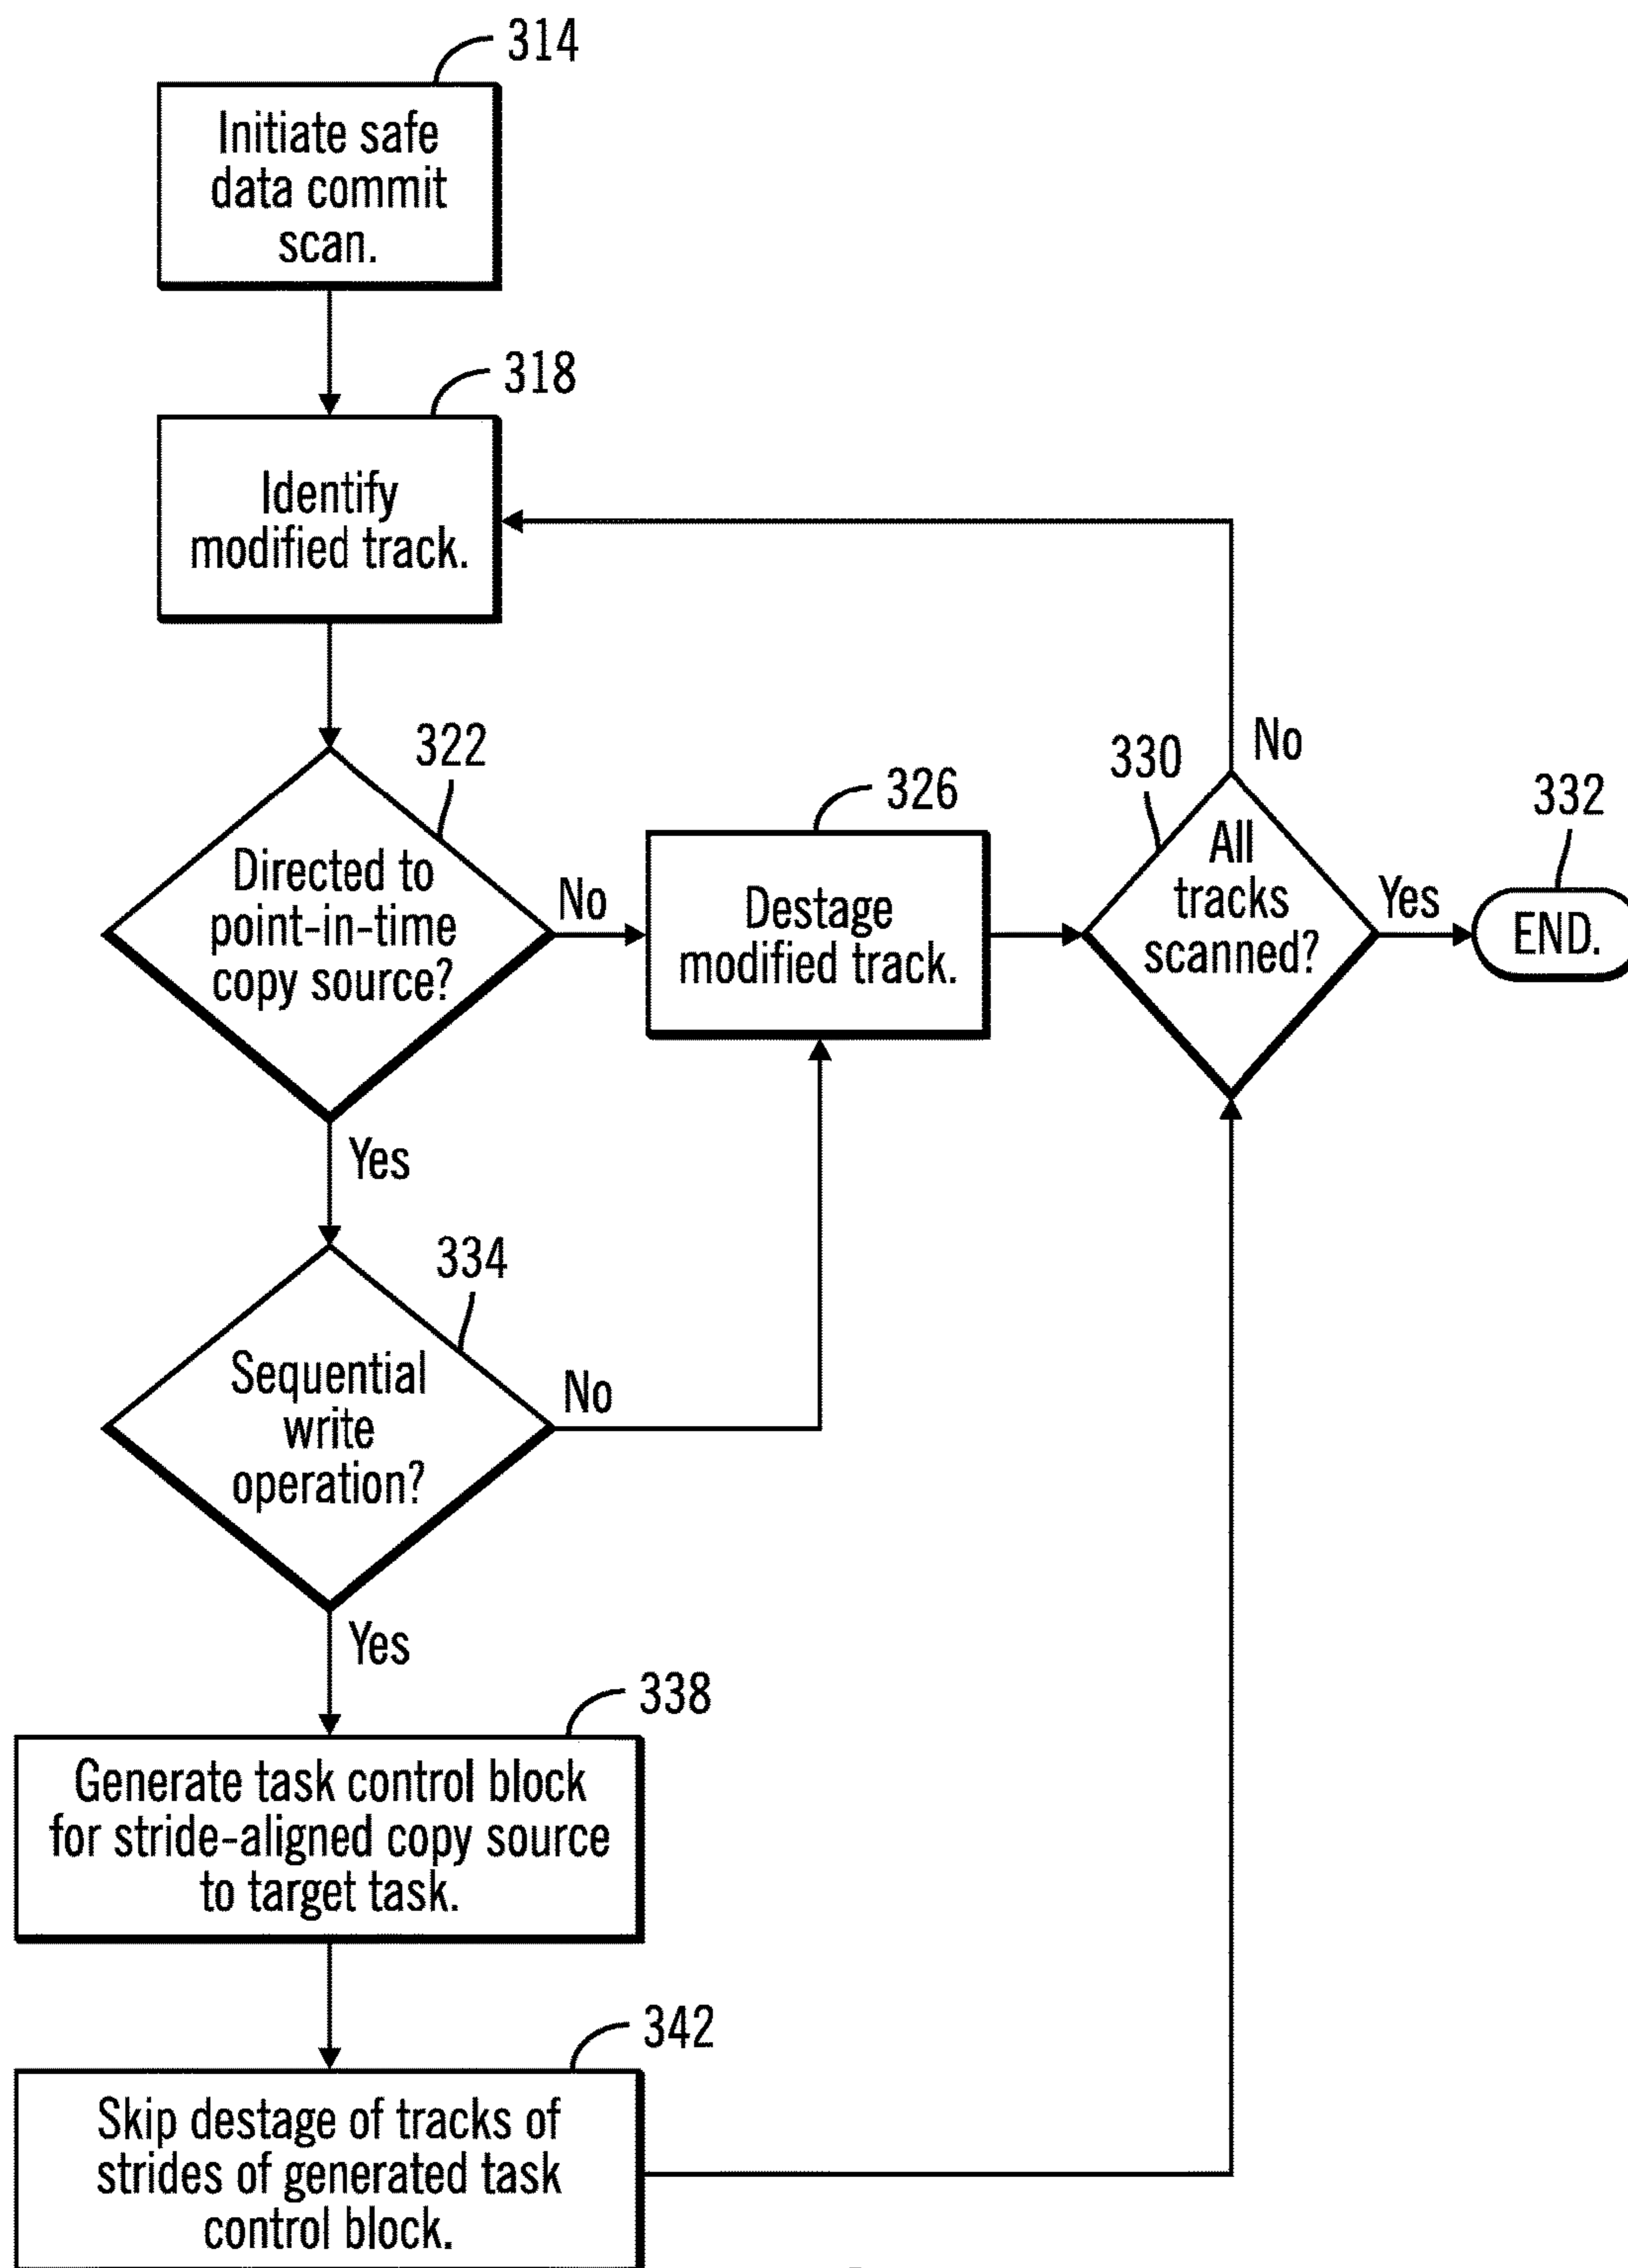 314
Initiate safe
data commit
scan.
318
Identify
modified track.
322
Directed to
point-in-time
copy source?
No
326
Destage
modified track.
330
All
tracks
scanned?
No
Yes
332
END.
Yes
334
Sequential
write
operation?
No
Yes
338
Generate task control block
for stride-aligned copy source
to target task.
342
Skip destage of tracks of
strides of generated task
control block.